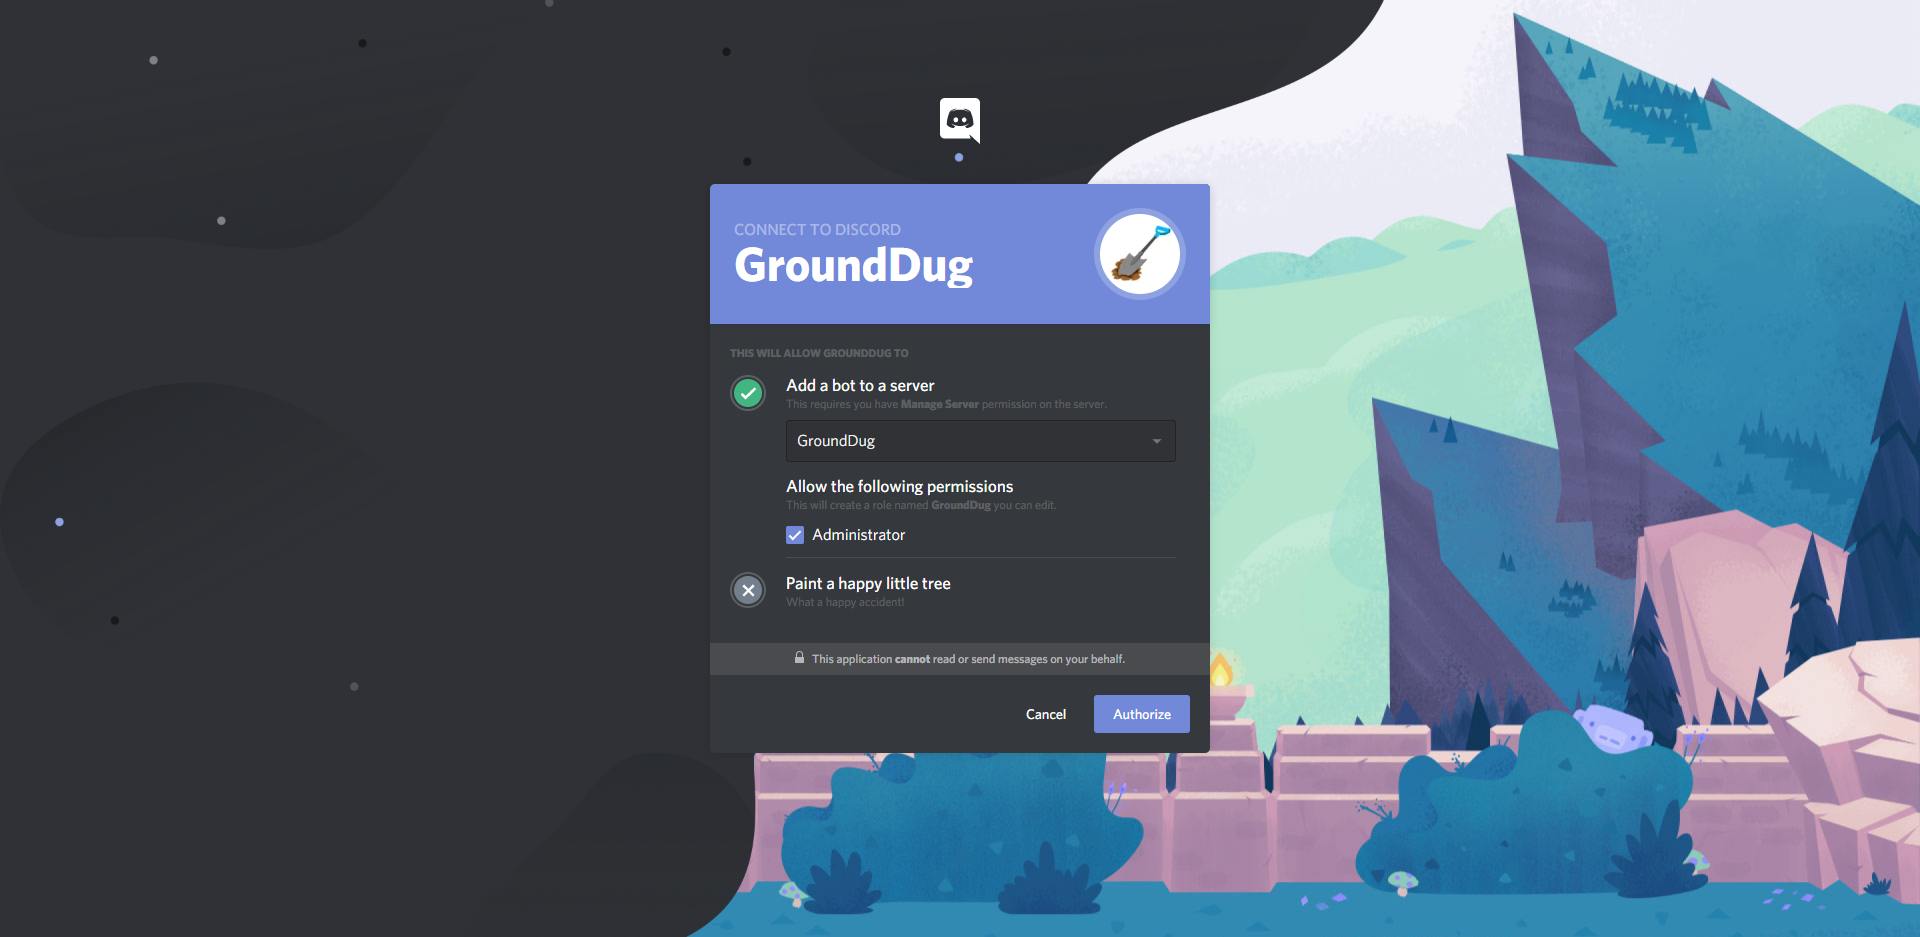 CONNECT TO DISCORD
GroundDug
THIS WILL ALLOW GROUNDDUG TO
Add a bot to a server
This requires you have Manage Server permission on the server.
GroundDug
Allow the following permissions
This will create a role named GroundDug you can edit.
Administrator
Paint a happy little tree
What a happy accident!
This application cannot read or send messages on your behalf.
Cancel
Authorize